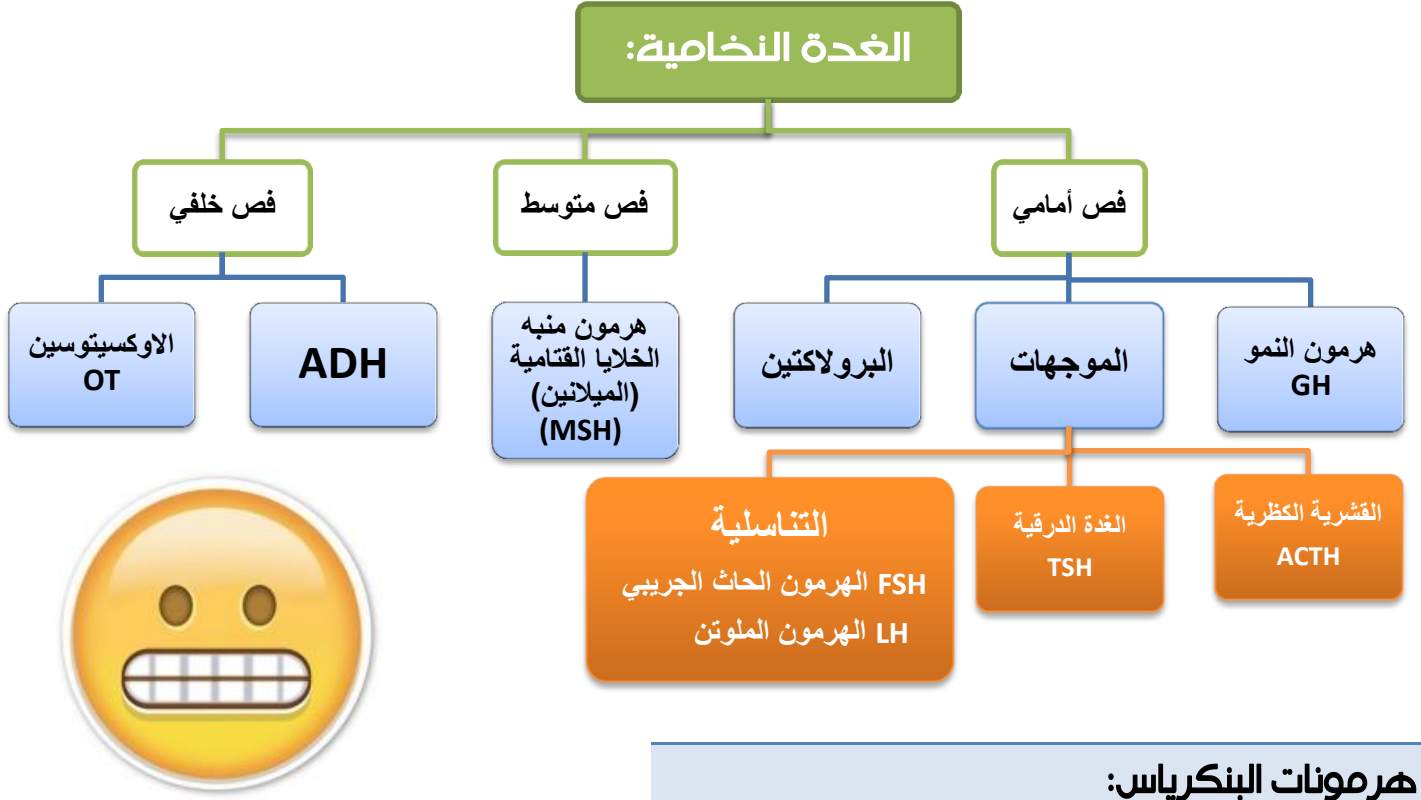 الغدة النخامية:
فص أمامي
فص متوسط
فص خلفي
هرمون النمو
GH
الموجهات
البرولاكتين
هرمون منبه
الخلايا القتامية
(الميلانين)
(MSH)
ADH
الاوكسيتوسين
OT
القشرية الكظرية
ACTH
الغدة الدرقية
TSH
التناسلية
FSH الهرمون الحاث الجريبي
LH الهرمون الملوتن
هرمونات البنكرياس: